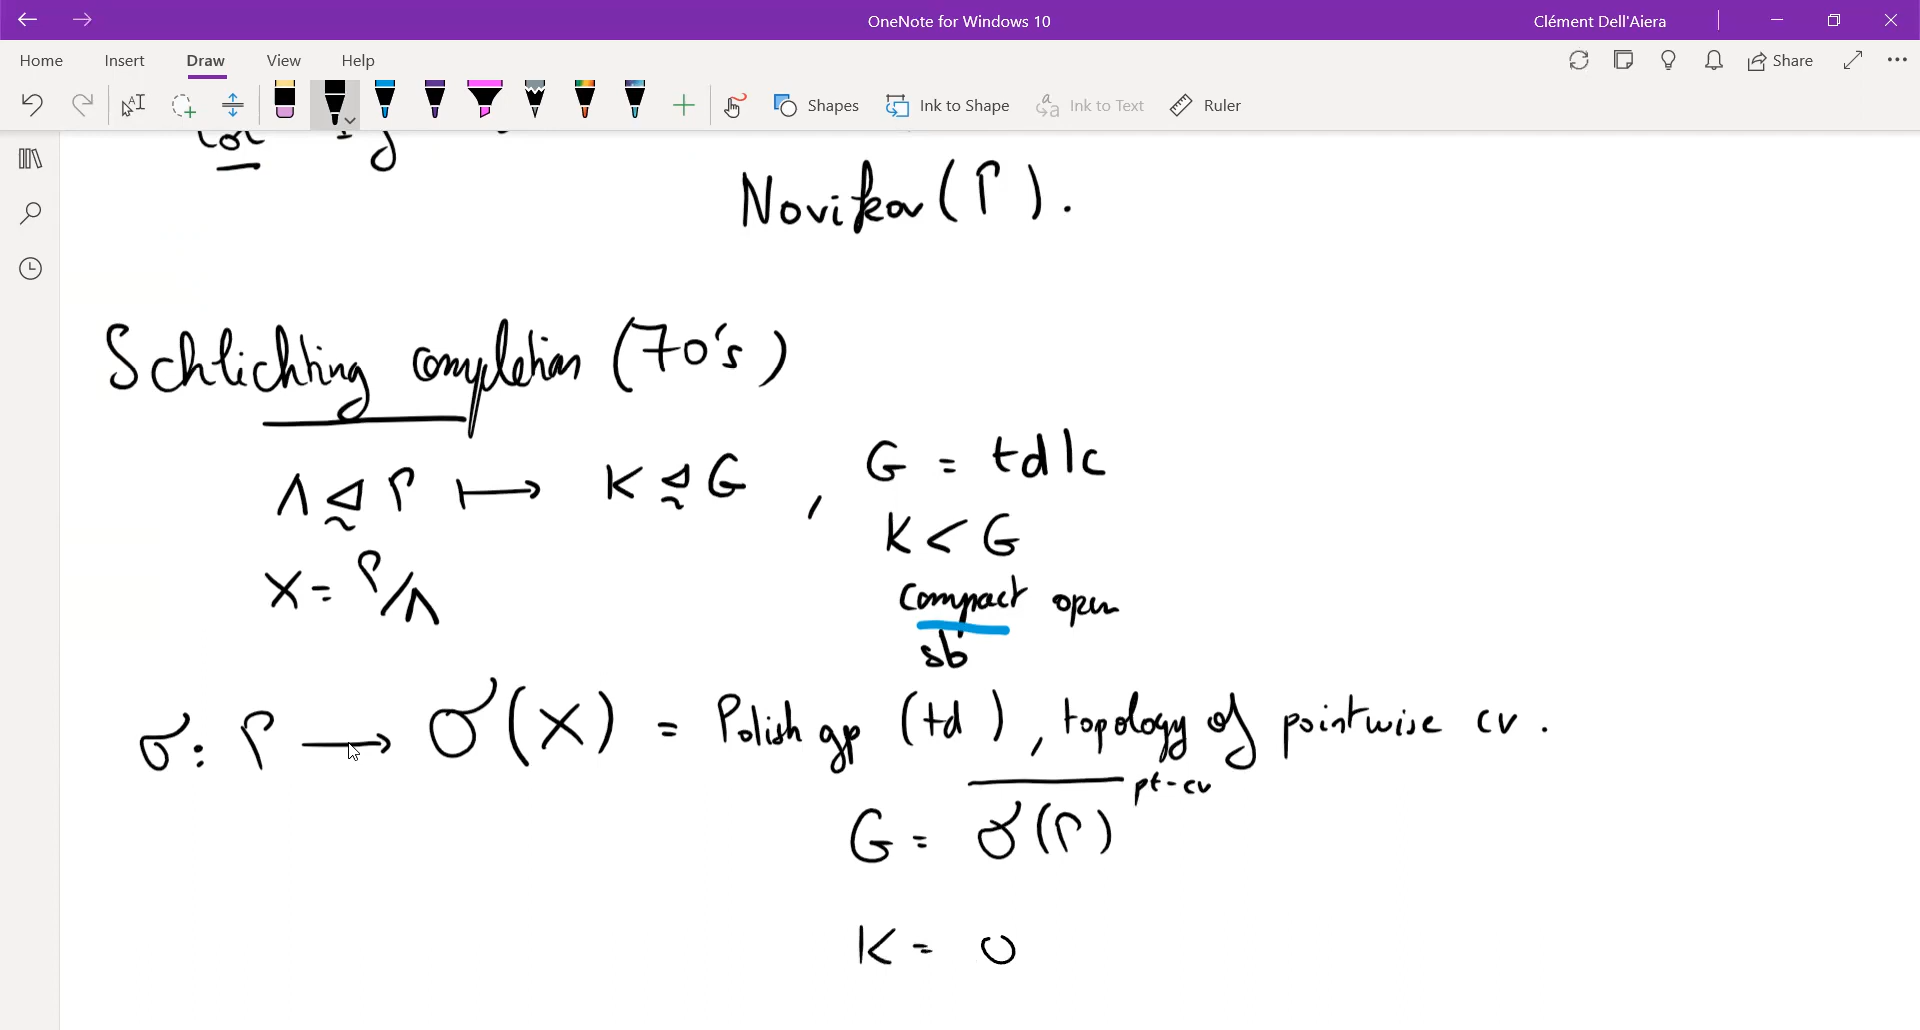 OneNote for Windows 10
Clément Dell'Aiera
Home Insert Draw View Help
Share
Shapes Ink to Shape Ink to Text Ruler
Novikov (Γ).
Schlichting completion (70's)
Λ ⊴̰ Γ ⟼ K ⊴̰ G , G = tdlc
K < G
X = Γ/Λ
compact open
sb
σ: Γ ⟶ σ(X) = Polish gp (td), topology of pointwise cv.
pt-cv
G = σ(Γ)
K = σ